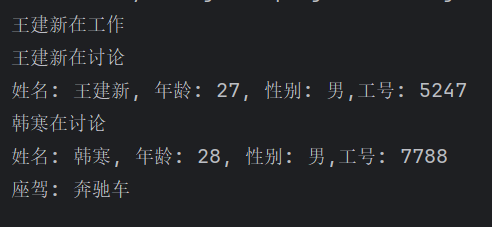 王建新在工作
王建新在讨论
姓名: 王建新, 年龄: 27, 性别: 男,工号: 5247
韩寒在讨论
姓名: 韩寒, 年龄: 28, 性别: 男,工号: 7788
座驾: 奔驰车